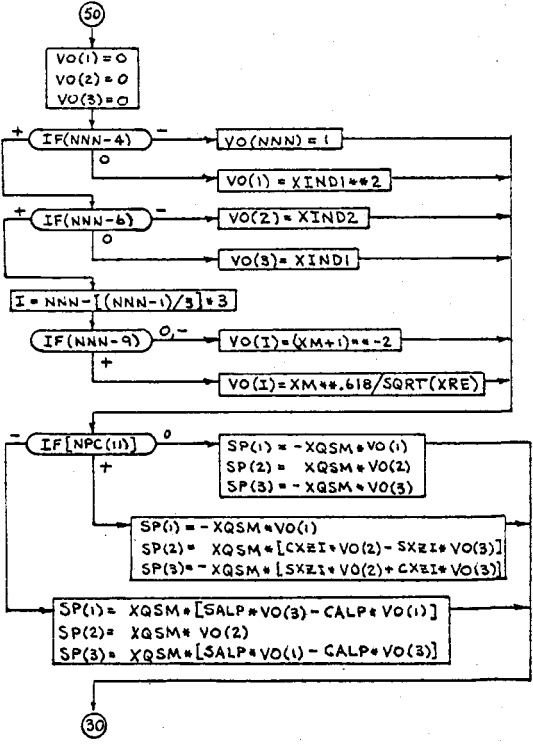 50
VO(1)=0
VO(2)=0
VO(3)=0
+ IF(NNN-4) - VO(NNN)=1
0
VO(1)=XIND1**2
+ IF(NNN-6) - VO(2)=XIND2
0
VO(3)=XIND1
I=NNN-[(NNN-1)/3]*3
IF(NNN-9) 0,- VO(I)=(XM+1)**-2
+
VO(I)=XM**.618/SQRT(XRE)
- IF[NPC(11)] 0 SP(1)=-XQSM*VO(1)
+ SP(2)= XQSM*VO(2)
SP(3)=-XQSM*VO(3)
SP(1)=-XQSM*VO(1)
SP(2)= XQSM*[CXZI*VO(2)-SXZI*VO(3)]
SP(3)=-XQSM*[SXZI*VO(2)+CXZI*VO(3)]
SP(1)= XQSM*[SALP*VO(3)-CALP*VO(1)]
SP(2)= XQSM*VO(2)
SP(3)= XQSM*[SALP*VO(1)-CALP*VO(3)]
30